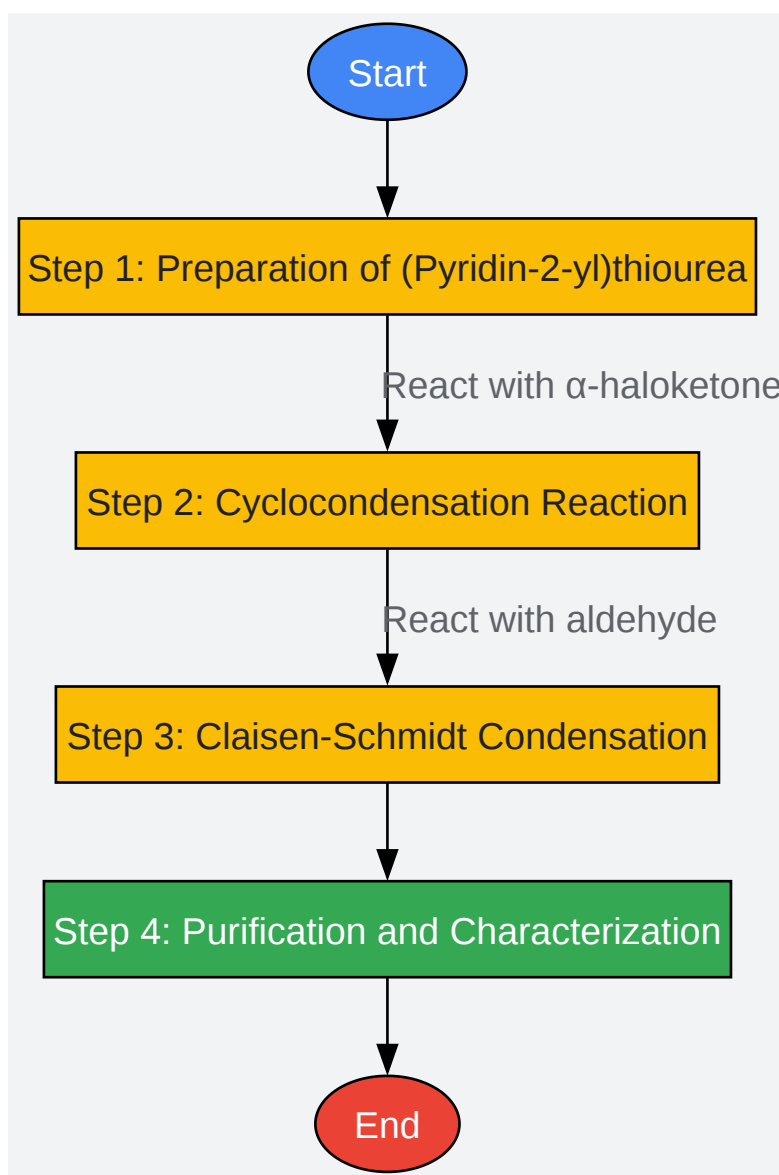 Start
Step 1: Preparation of (Pyridin-2-yl)thiourea
React with α-haloketone
Step 2: Cyclocondensation Reaction
React with aldehyde
Step 3: Claisen-Schmidt Condensation
Step 4: Purification and Characterization
End